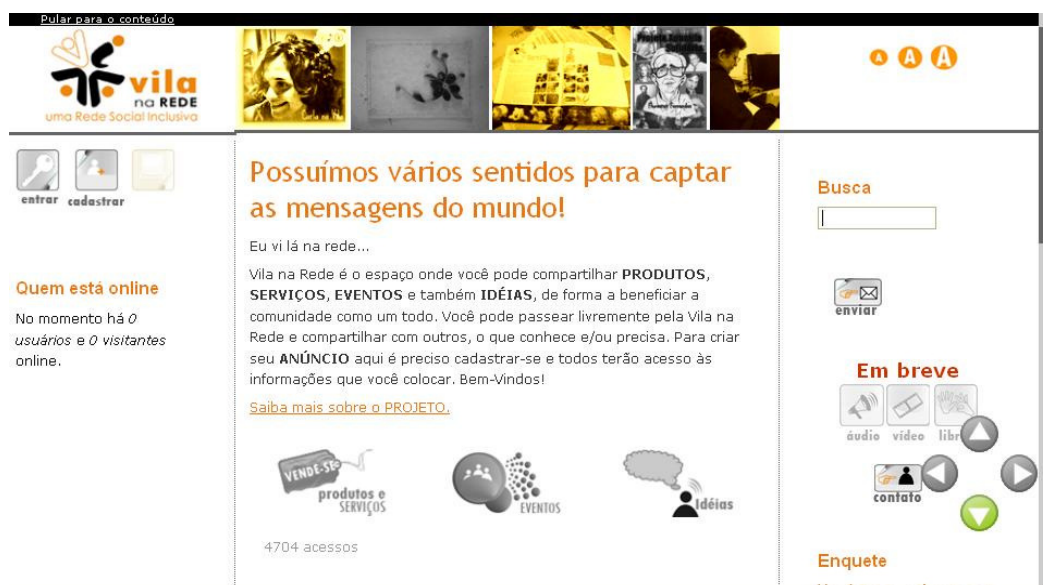 Pular para o conteúdo
vila
na REDE
uma Rede Social Inclusiva
A A A
entrar cadastrar
Quem está online
No momento há 0
usuários e 0 visitantes
online.
Possuímos vários sentidos para captar
as mensagens do mundo!
Eu vi lá na rede...
Vila na Rede é o espaço onde você pode compartilhar PRODUTOS,
SERVIÇOS, EVENTOS e também IDÉIAS, de forma a beneficiar a
comunidade como um todo. Você pode passear livremente pela Vila na
Rede e compartilhar com outros, o que conhece e/ou precisa. Para criar
seu ANÚNCIO aqui é preciso cadastrar-se e todos terão acesso às
informações que você colocar. Bem-Vindos!
Saiba mais sobre o PROJETO.
VENDE-SE
produtos e
SERVIÇOS
EVENTOS
Idéias
4704 acessos
Busca
enviar
Em breve
áudio vídeo libr
contato
Enquete